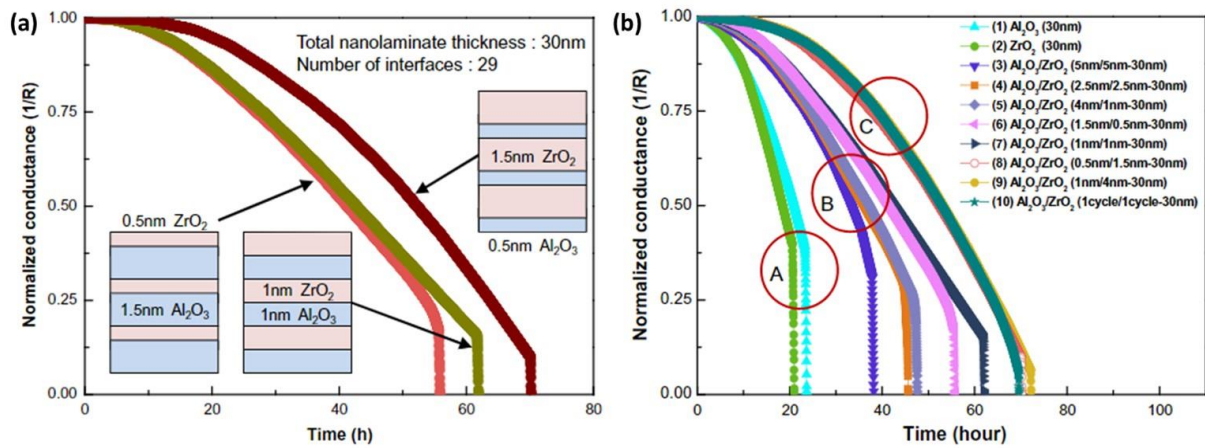 (a)
Normalized conductance (1/R)
1.00
0.75
0.50
0.25
0.00
Total nanolaminate thickness : 30nm
Number of interfaces : 29
1.5nm ZrO₂
0.5nm Al₂O₃
0.5nm ZrO₂
1.5nm Al₂O₃
1nm ZrO₂
1nm Al₂O₃
0 20 40 60 80
Time (h)
(b)
Normalized conductance (1/R)
1.00
0.75
0.50
0.25
0.00
(1) Al₂O₃ (30nm)
(2) ZrO₂ (30nm)
(3) Al₂O₃/ZrO₂ (5nm/5nm-30nm)
(4) Al₂O₃/ZrO₂ (2.5nm/2.5nm-30nm)
(5) Al₂O₃/ZrO₂ (4nm/1nm-30nm)
(6) Al₂O₃/ZrO₂ (1.5nm/0.5nm-30nm)
(7) Al₂O₃/ZrO₂ (1nm/1nm-30nm)
(8) Al₂O₃/ZrO₂ (0.5nm/1.5nm-30nm)
(9) Al₂O₃/ZrO₂ (1nm/4nm-30nm)
(10) Al₂O₃/ZrO₂ (1cycle/1cycle-30nm)
C
B
A
0 20 40 60 80 100
Time (hour)